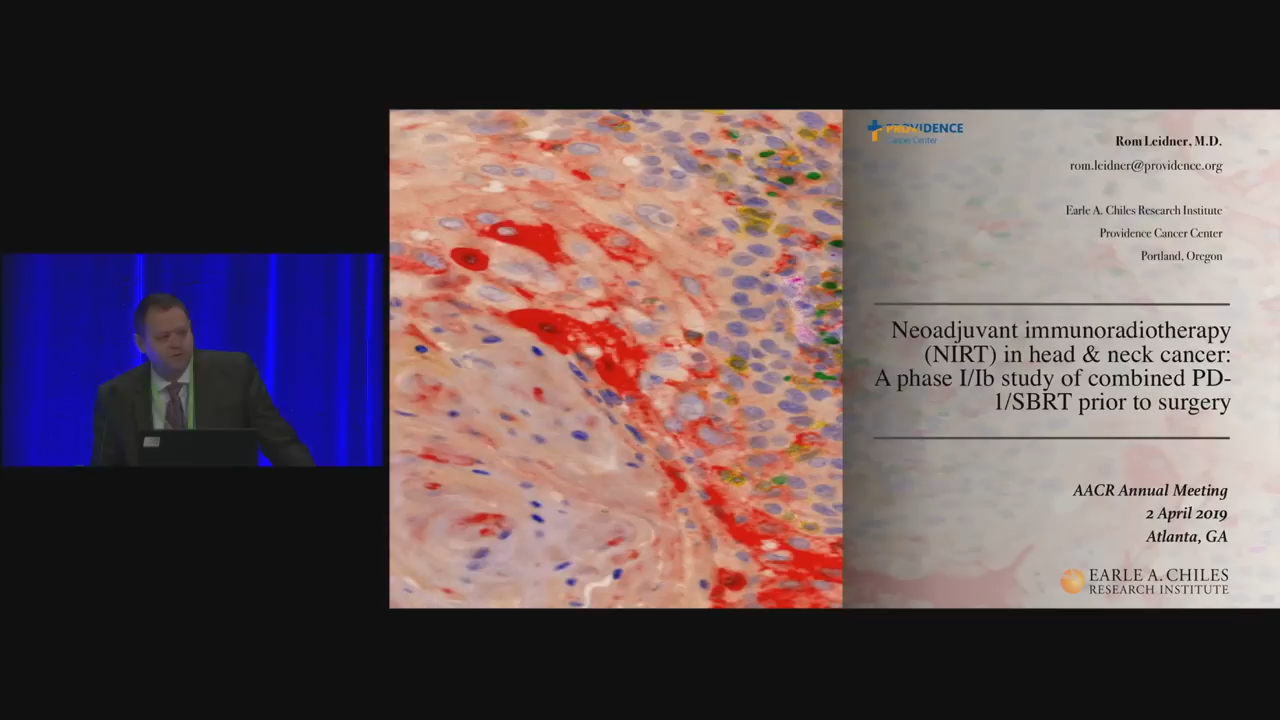 PROVIDENCE
Cancer Center
Rom Leidner, M.D.
rom.leidner@providence.org
Earle A. Chiles Research Institute
Providence Cancer Center
Portland, Oregon
Neoadjuvant immunoradiotherapy
(NIRT) in head & neck cancer:
A phase I/Ib study of combined PD-
1/SBRT prior to surgery
AACR Annual Meeting
2 April 2019
Atlanta, GA
EARLE A. CHILES
RESEARCH INSTITUTE